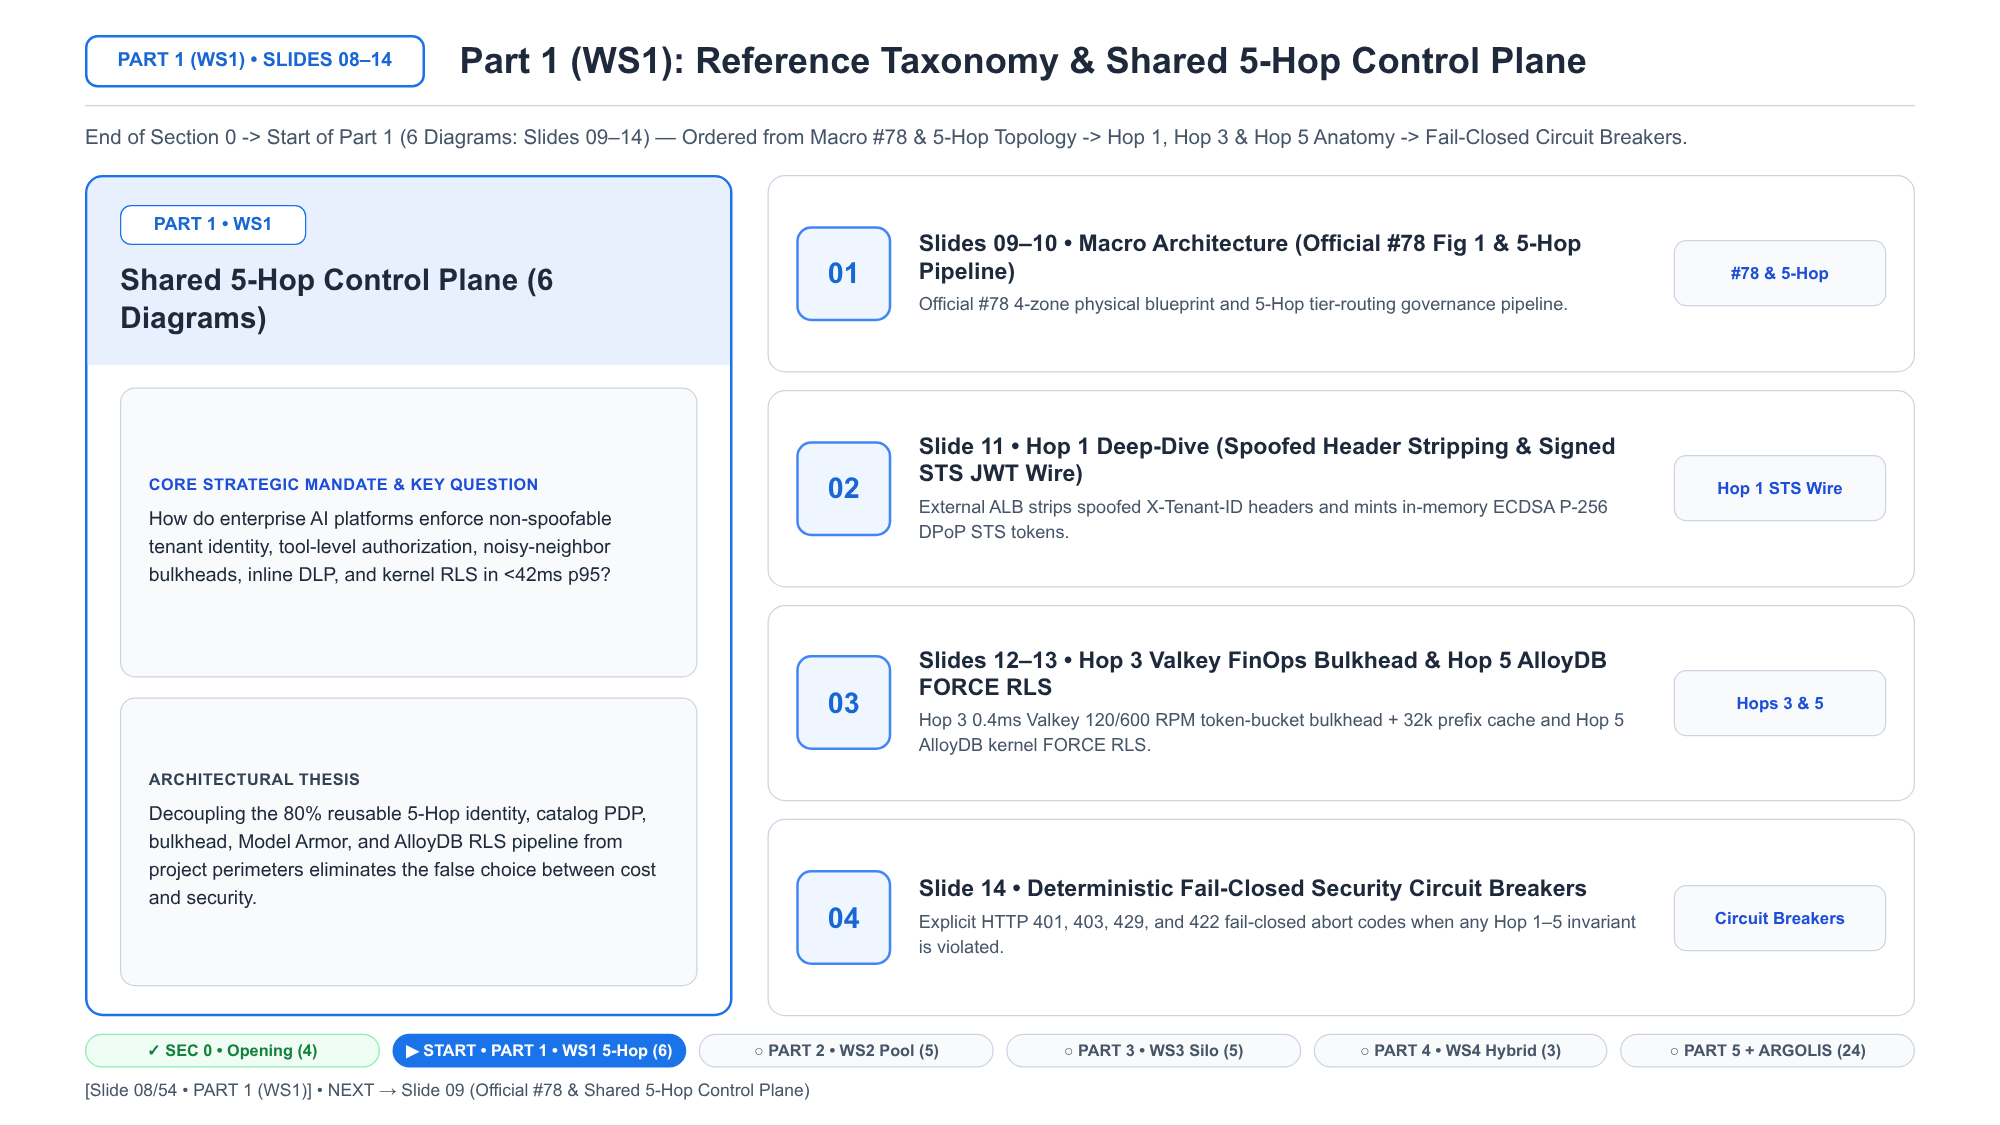 PART 1 (WS1) • SLIDES 08–14
Part 1 (WS1): Reference Taxonomy & Shared 5-Hop Control Plane
End of Section 0 -> Start of Part 1 (6 Diagrams: Slides 09–14) — Ordered from Macro #78 & 5-Hop Topology -> Hop 1, Hop 3 & Hop 5 Anatomy -> Fail-Closed Circuit Breakers.
PART 1 • WS1
Shared 5-Hop Control Plane (6
Diagrams)
CORE STRATEGIC MANDATE & KEY QUESTION
How do enterprise AI platforms enforce non-spoofable
tenant identity, tool-level authorization, noisy-neighbor
bulkheads, inline DLP, and kernel RLS in <42ms p95?
ARCHITECTURAL THESIS
Decoupling the 80% reusable 5-Hop identity, catalog PDP,
bulkhead, Model Armor, and AlloyDB RLS pipeline from
project perimeters eliminates the false choice between cost
and security.
01
Slides 09–10 • Macro Architecture (Official #78 Fig 1 & 5-Hop
Pipeline)
Official #78 4-zone physical blueprint and 5-Hop tier-routing governance pipeline.
#78 & 5-Hop
02
Slide 11 • Hop 1 Deep-Dive (Spoofed Header Stripping & Signed
STS JWT Wire)
External ALB strips spoofed X-Tenant-ID headers and mints in-memory ECDSA P-256
DPoP STS tokens.
Hop 1 STS Wire
03
Slides 12–13 • Hop 3 Valkey FinOps Bulkhead & Hop 5 AlloyDB
FORCE RLS
Hop 3 0.4ms Valkey 120/600 RPM token-bucket bulkhead + 32k prefix cache and Hop 5
AlloyDB kernel FORCE RLS.
Hops 3 & 5
04
Slide 14 • Deterministic Fail-Closed Security Circuit Breakers
Explicit HTTP 401, 403, 429, and 422 fail-closed abort codes when any Hop 1–5 invariant
is violated.
Circuit Breakers
✓ SEC 0 • Opening (4)
▶ START • PART 1 • WS1 5-Hop (6)
○ PART 2 • WS2 Pool (5)
○ PART 3 • WS3 Silo (5)
○ PART 4 • WS4 Hybrid (3)
○ PART 5 + ARGOLIS (24)
[Slide 08/54 • PART 1 (WS1)] • NEXT → Slide 09 (Official #78 & Shared 5-Hop Control Plane)